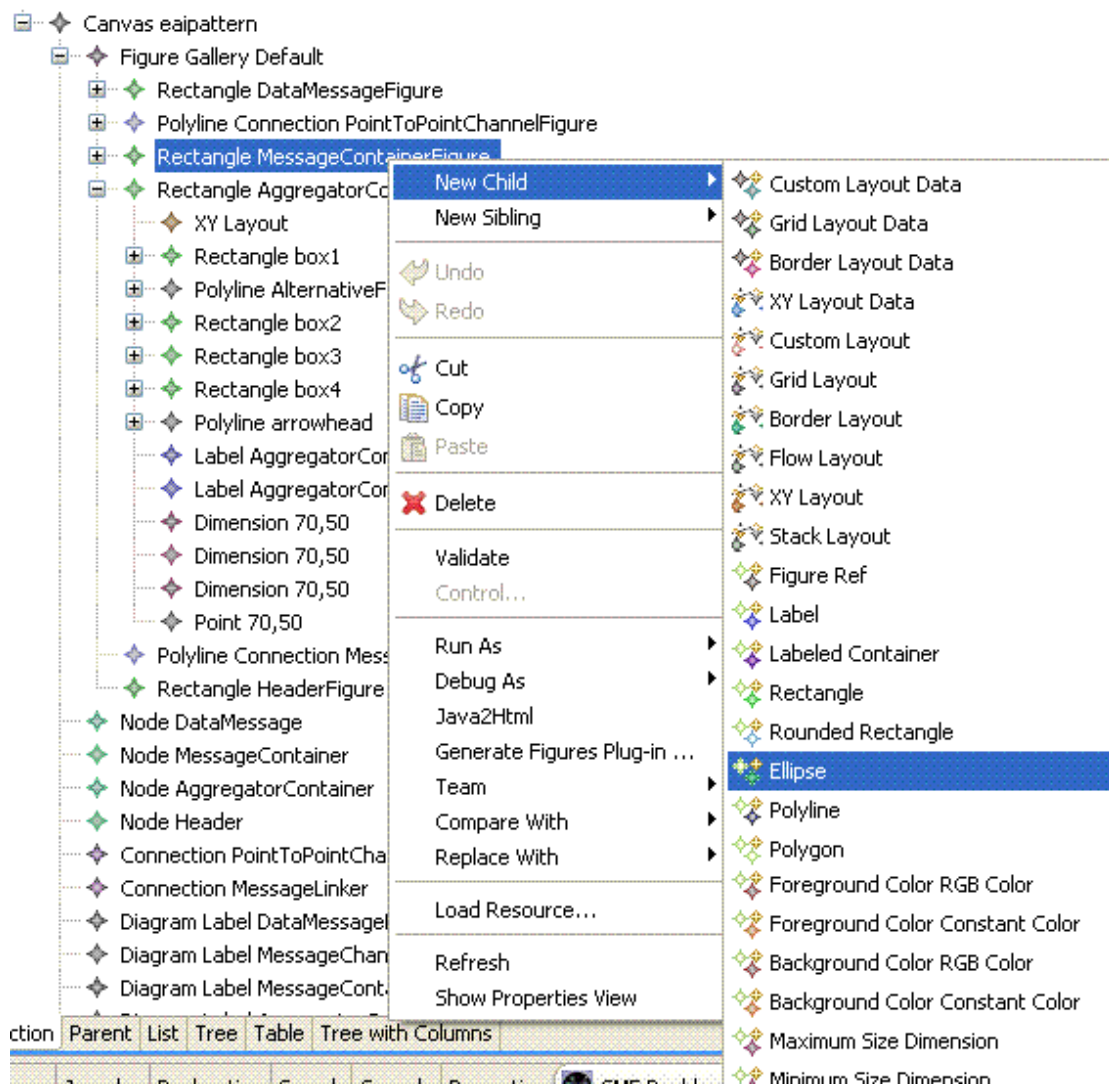 Canvas eaipattern
Figure Gallery Default
Rectangle DataMessageFigure
Polyline Connection PointToPointChannelFigure
Rectangle MessageContainerFigure
Rectangle AggregatorCo
XY Layout
Rectangle box1
Polyline AlternativeF
Rectangle box2
Rectangle box3
Rectangle box4
Polyline arrowhead
Label AggregatorCor
Label AggregatorCor
Dimension 70,50
Dimension 70,50
Dimension 70,50
Point 70,50
Polyline Connection Mess
Rectangle HeaderFigure
Node DataMessage
Node MessageContainer
Node AggregatorContainer
Node Header
Connection PointToPointCha
Connection MessageLinker
Diagram Label DataMessage
Diagram Label MessageChan
Diagram Label MessageCont
ction Parent List Tree Table Tree with Columns
New Child
New Sibling
Undo
Redo
Cut
Copy
Paste
Delete
Validate
Control...
Run As
Debug As
Java2Html
Generate Figures Plug-in ...
Team
Compare With
Replace With
Load Resource...
Refresh
Show Properties View
Custom Layout Data
Grid Layout Data
Border Layout Data
XY Layout Data
Custom Layout
Grid Layout
Border Layout
Flow Layout
XY Layout
Stack Layout
Figure Ref
Label
Labeled Container
Rectangle
Rounded Rectangle
Ellipse
Polyline
Polygon
Foreground Color RGB Color
Foreground Color Constant Color
Background Color RGB Color
Background Color Constant Color
Maximum Size Dimension
Minimum Size Dimension